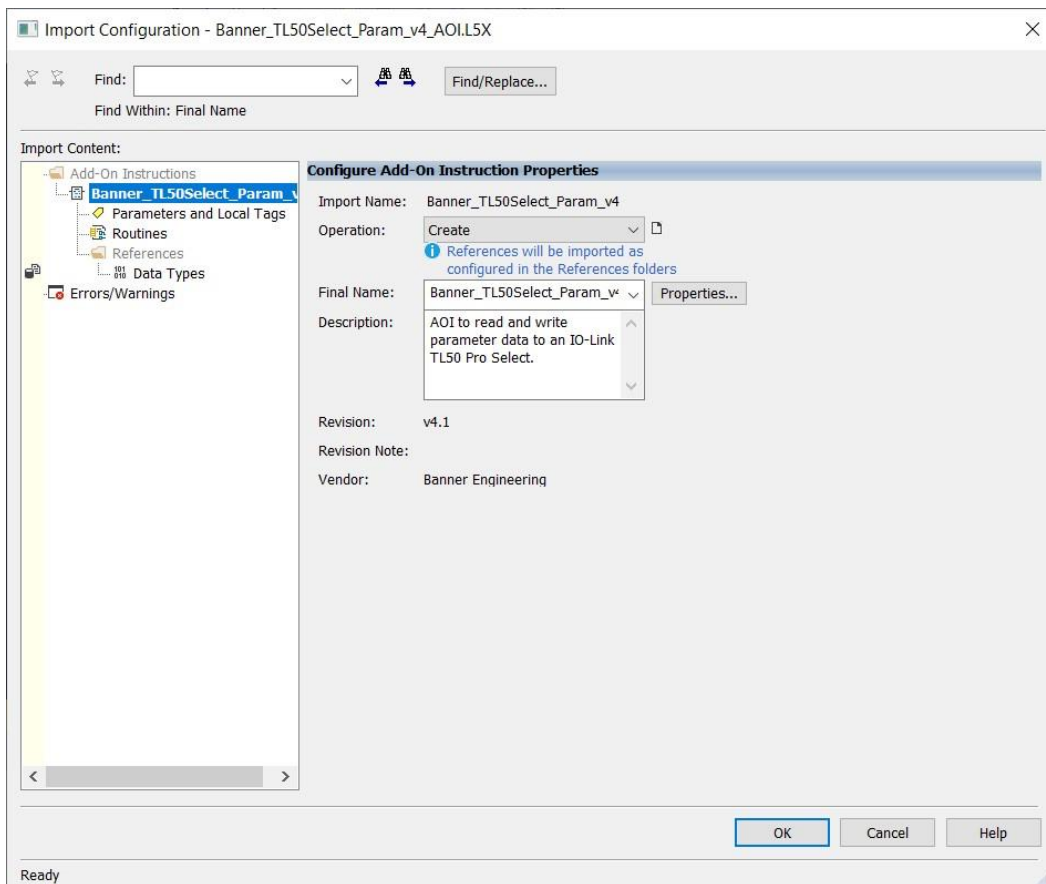 Import Configuration - Banner_TL50Select_Param_v4_AOI.L5X
Find:
Find/Replace...
Find Within: Final Name
Import Content:
Add-On Instructions
Banner_TL50Select_Param_v
Parameters and Local Tags
Routines
References
Data Types
Errors/Warnings
Configure Add-On Instruction Properties
Import Name: Banner_TL50Select_Param_v4
Operation: Create
References will be imported as
configured in the References folders
Final Name: Banner_TL50Select_Param_v Properties...
Description: AOI to read and write
parameter data to an IO-Link
TL50 Pro Select.
Revision: v4.1
Revision Note:
Vendor: Banner Engineering
OK Cancel Help
Ready